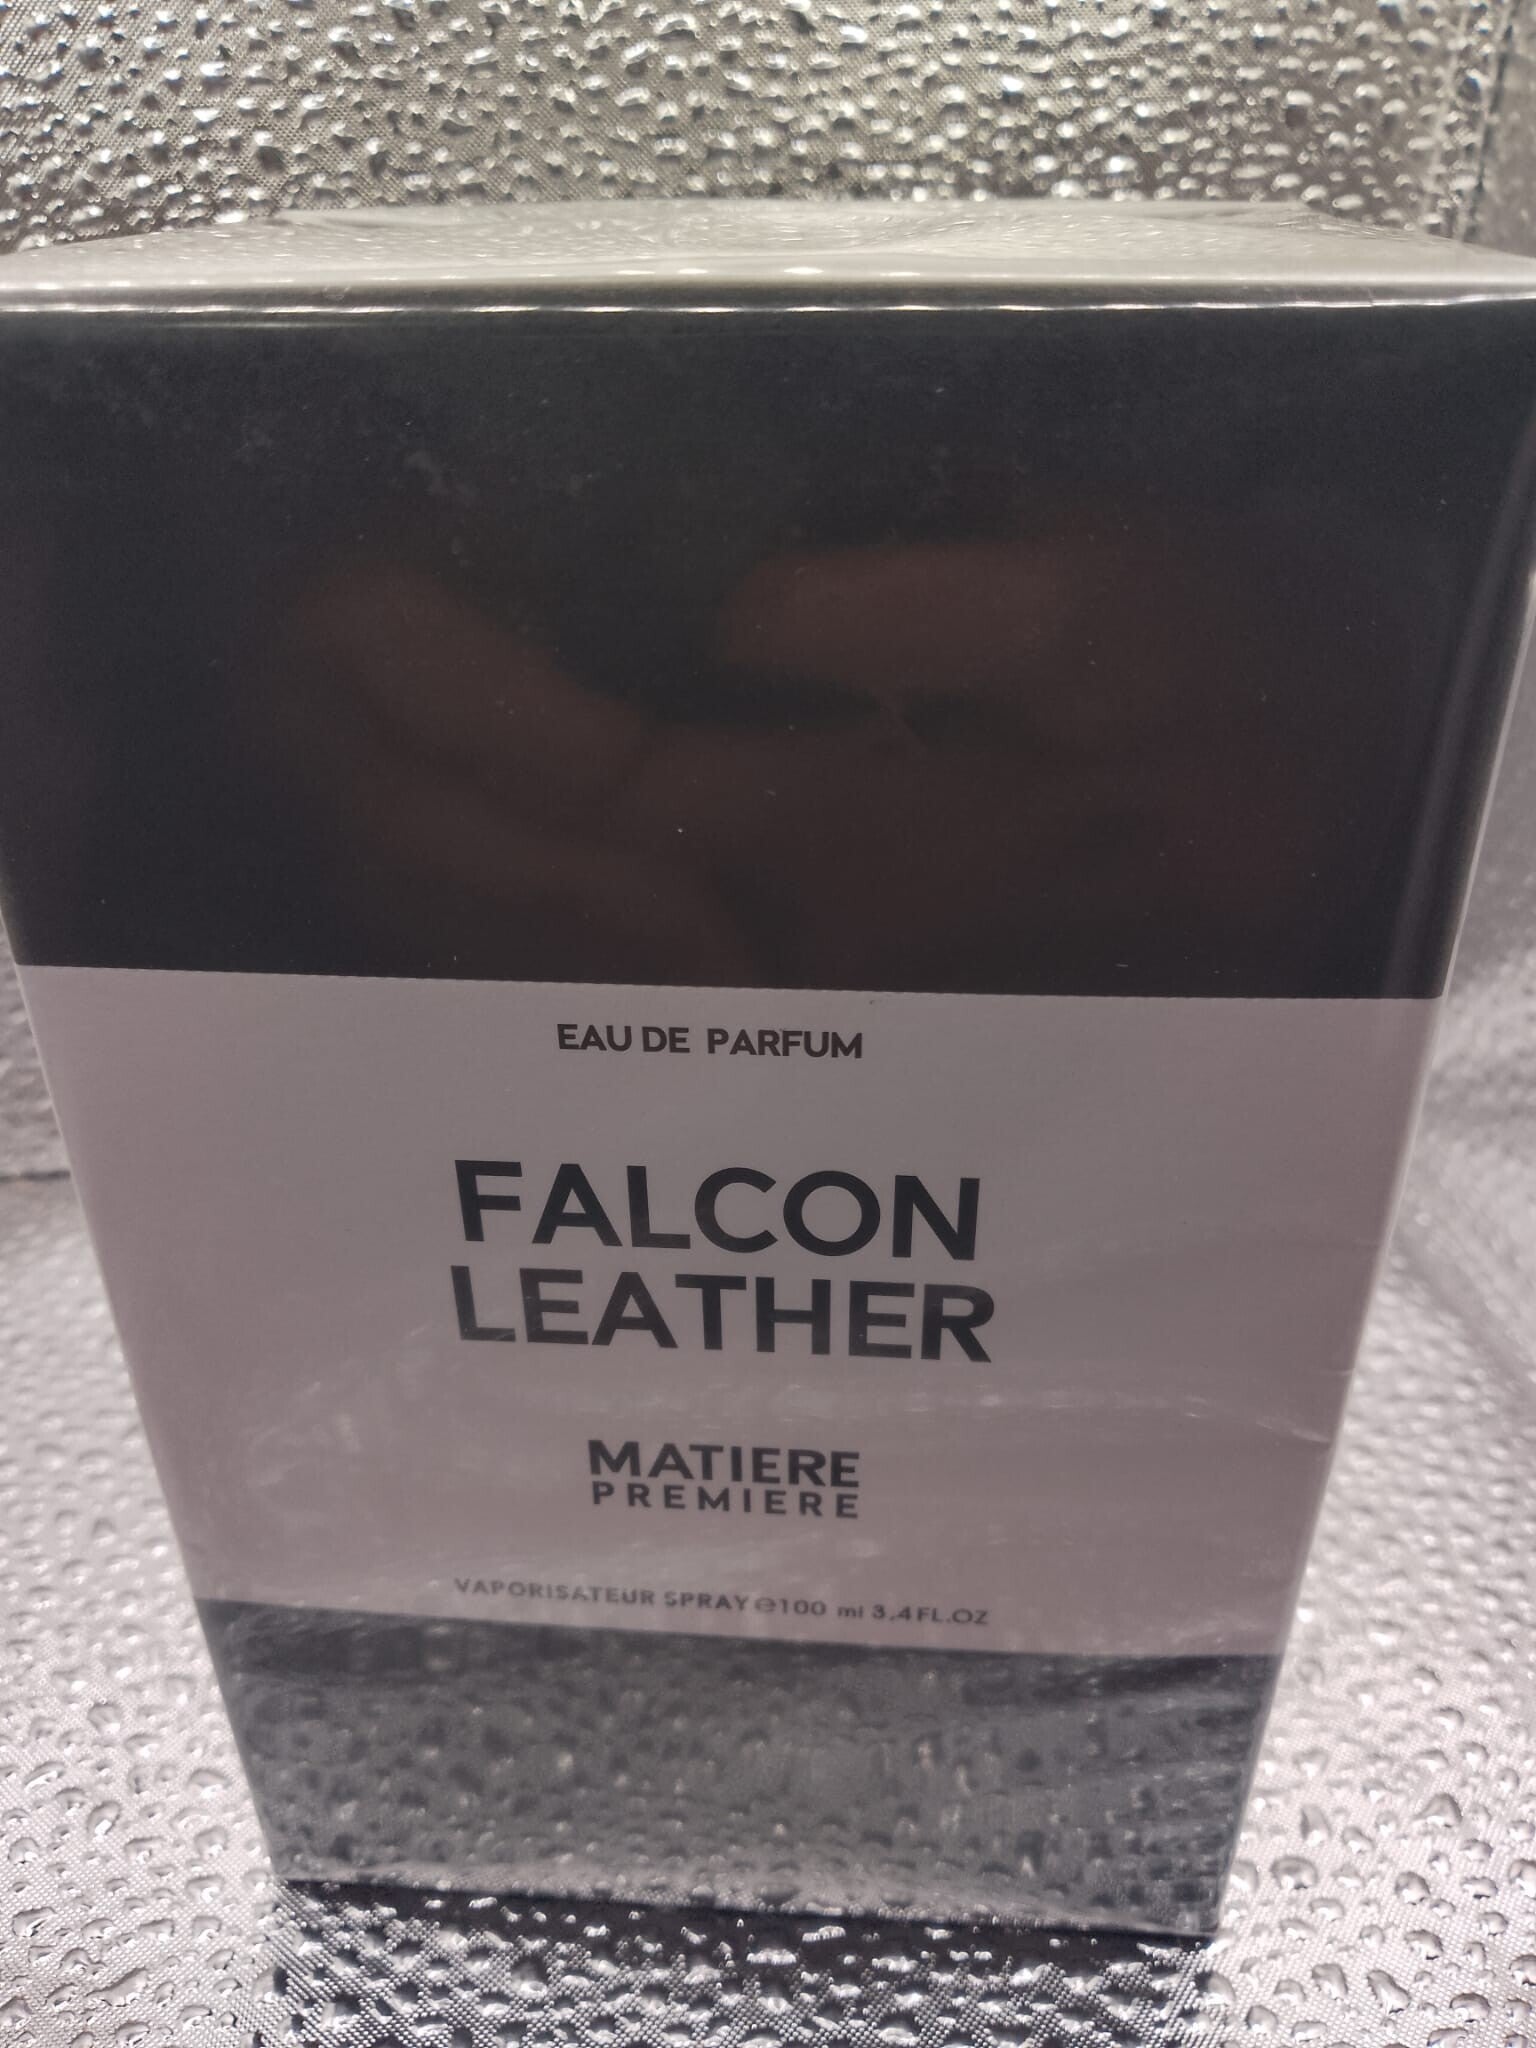 EAU DE PARFUM
FALCON
LEATHER
MATIERE
PREMIERE
VAPORISATEUR SPRAY ℮100 ml 3,4FL.OZ